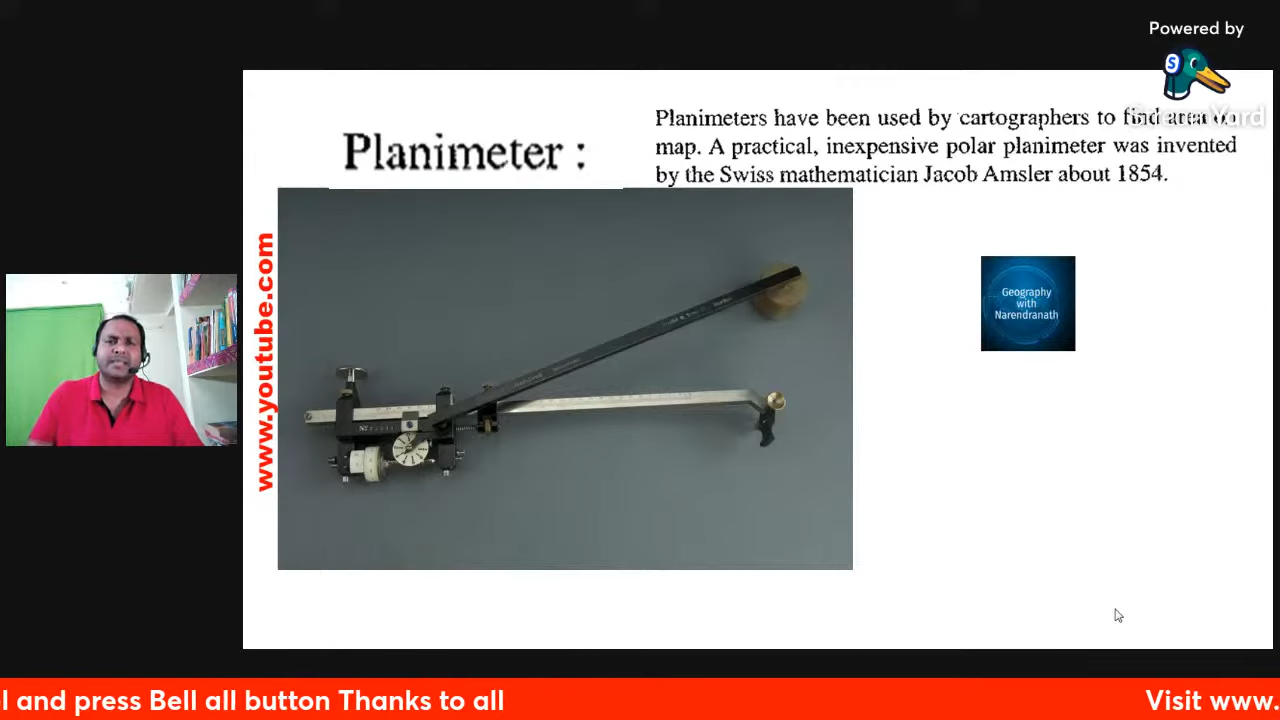 Powered by
StreamYard
Planimeter :
Planimeters have been used by cartographers to find area on
map. A practical, inexpensive polar planimeter was invented
by the Swiss mathematician Jacob Amsler about 1854.
www.youtube.com
Geography
with
Narendranath
l and press Bell all button Thanks to all
Visit www.